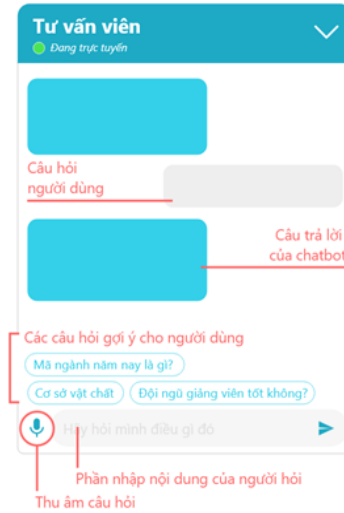 Tư vấn viên
Đang trực tuyến
Câu hỏi
người dùng
Câu trả lời
của chatbot
Các câu hỏi gợi ý cho người dùng
Mã ngành năm nay là gì?
Cơ sở vật chất
Đội ngũ giảng viên tốt không?
Hãy hỏi mình điều gì đó
Phần nhập nội dung của người hỏi
Thu âm câu hỏi